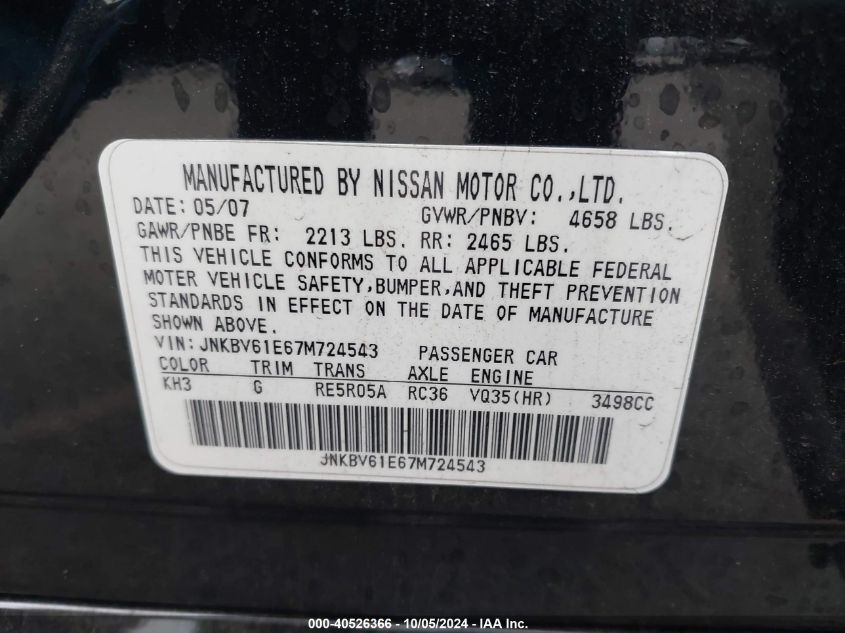 MANUFACTURED BY NISSAN MOTOR CO.,LTD.
DATE: 05/07 GVWR/PNBV: 4658 LBS.
GAWR/PNBE FR: 2213 LBS. RR: 2465 LBS.
THIS VEHICLE CONFORMS TO ALL APPLICABLE FEDERAL
MOTOR VEHICLE SAFETY,BUMPER,AND THEFT PREVENTION
STANDARDS IN EFFECT ON THE DATE OF MANUFACTURE
SHOWN ABOVE.
VIN:JNKBV61E67M724543 PASSENGER CAR
COLOR TRIM TRANS AXLE ENGINE
KH3 G RE5R05A RC36 VQ35(HR) 3498CC
JNKBV61E67M724543
000-40526366 - 10/05/2024 - IAA Inc.